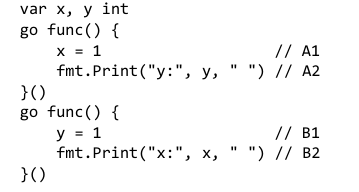 var x, y int
go func() {
    x = 1                      // A1
    fmt.Print("y:", y, " ") // A2
}()
go func() {
    y = 1                      // B1
    fmt.Print("x:", x, " ") // B2
}()